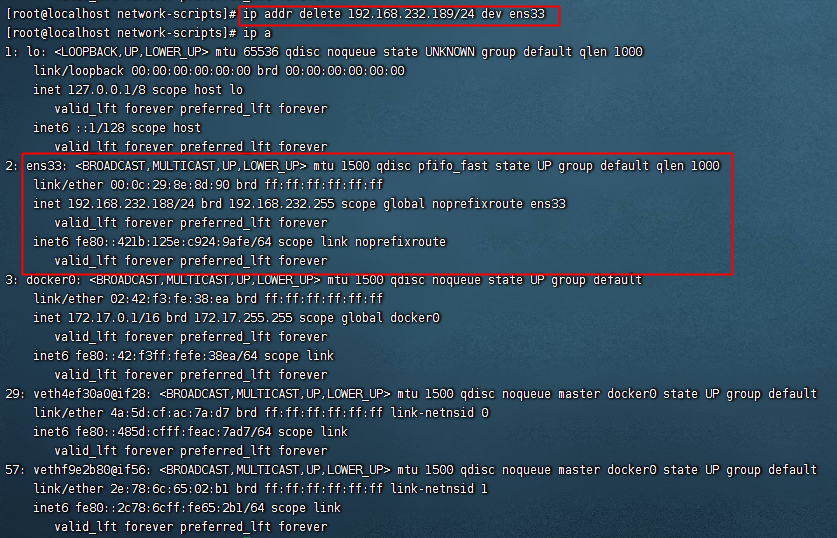 [root@localhost network-scripts]# ip addr delete 192.168.232.189/24 dev ens33
[root@localhost network-scripts]# ip a
1: lo: <LOOPBACK,UP,LOWER_UP> mtu 65536 qdisc noqueue state UNKNOWN group default qlen 1000
    link/loopback 00:00:00:00:00:00 brd 00:00:00:00:00:00
    inet 127.0.0.1/8 scope host lo
       valid_lft forever preferred_lft forever
    inet6 ::1/128 scope host
       valid_lft forever preferred_lft forever
2: ens33: <BROADCAST,MULTICAST,UP,LOWER_UP> mtu 1500 qdisc pfifo_fast state UP group default qlen 1000
    link/ether 00:0c:29:8e:8d:90 brd ff:ff:ff:ff:ff:ff
    inet 192.168.232.188/24 brd 192.168.232.255 scope global noprefixroute ens33
       valid_lft forever preferred_lft forever
    inet6 fe80::421b:125e:c924:9afe/64 scope link noprefixroute
       valid_lft forever preferred_lft forever
3: docker0: <BROADCAST,MULTICAST,UP,LOWER_UP> mtu 1500 qdisc noqueue state UP group default
    link/ether 02:42:f3:fe:38:ea brd ff:ff:ff:ff:ff:ff
    inet 172.17.0.1/16 brd 172.17.255.255 scope global docker0
       valid_lft forever preferred_lft forever
    inet6 fe80::42:f3ff:fefe:38ea/64 scope link
       valid_lft forever preferred_lft forever
29: veth4ef30a0@if28: <BROADCAST,MULTICAST,UP,LOWER_UP> mtu 1500 qdisc noqueue master docker0 state UP group default
    link/ether 4a:5d:cf:ac:7a:d7 brd ff:ff:ff:ff:ff:ff link-netnsid 0
    inet6 fe80::485d:cfff:feac:7ad7/64 scope link
       valid_lft forever preferred_lft forever
57: vethf9e2b80@if56: <BROADCAST,MULTICAST,UP,LOWER_UP> mtu 1500 qdisc noqueue master docker0 state UP group default
    link/ether 2e:78:6c:65:02:b1 brd ff:ff:ff:ff:ff:ff link-netnsid 1
    inet6 fe80::2c78:6cff:fe65:2b1/64 scope link
       valid_lft forever preferred_lft forever